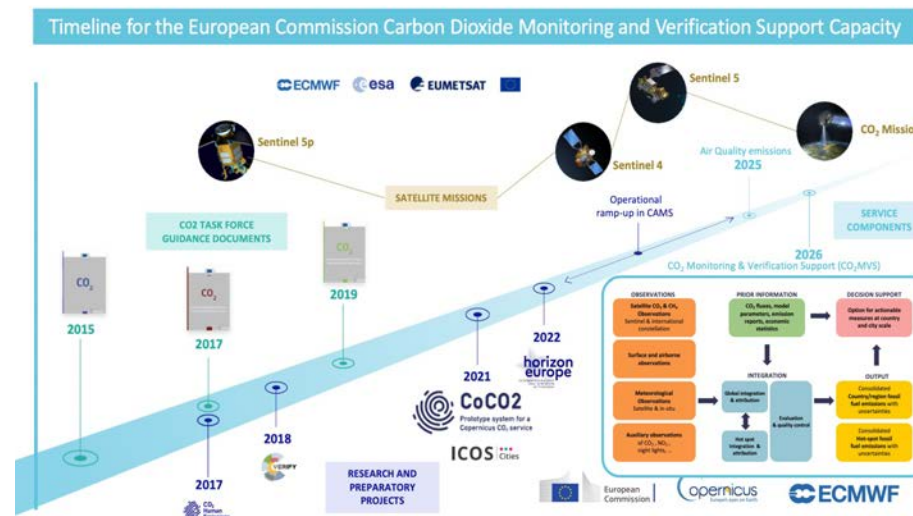 Timeline for the European Commission Carbon Dioxide Monitoring and Verification Support Capacity
ECMWF esa EUMETSAT
Sentinel 5p
Sentinel 4
Sentinel 5
CO₂ Missio
SATELLITE MISSIONS
Air Quality emissions
2025
Operational
ramp-up in CAMS
SERVICE
COMPONENTS
2026
CO₂ Monitoring & Verification Support (CO₂MVS)
CO2 TASK FORCE
GUIDANCE DOCUMENTS
CO₂
2015
CO₂
2017
CO₂
2019
2017
CO₂
Human
2018
VERIFY
RESEARCH AND
PREPARATORY
PROJECTS
2021
CoCO2
Prototype system for a
Copernicus CO₂ service
ICOS Cities
2022
horizon
europe
OBSERVATIONS
Satellite CO₂ & CH₄
Observations
Sentinel & international
constellation
Surface and airborne
observations
Meteorological
Observations
Satellite & in-situ
Auxiliary observations
of CO₂, NO₂,
night lights, ...
PRIOR INFORMATION
CO₂ fluxes, model
parameters, emission
reports, economic
statistics
INTEGRATION
Global integration
& attribution
Hot spot
integration &
attribution
Evaluation
& quality control
DECISION SUPPORT
Option for actionable
measures at country
and city scale
OUTPUT
Consolidated
Country/region fossil
fuel emissions with
uncertainties
Consolidated
Hot-spot fossil
fuel emissions with
uncertainties
European
Commission
opernicus
Europe's eyes on Earth
ECMWF